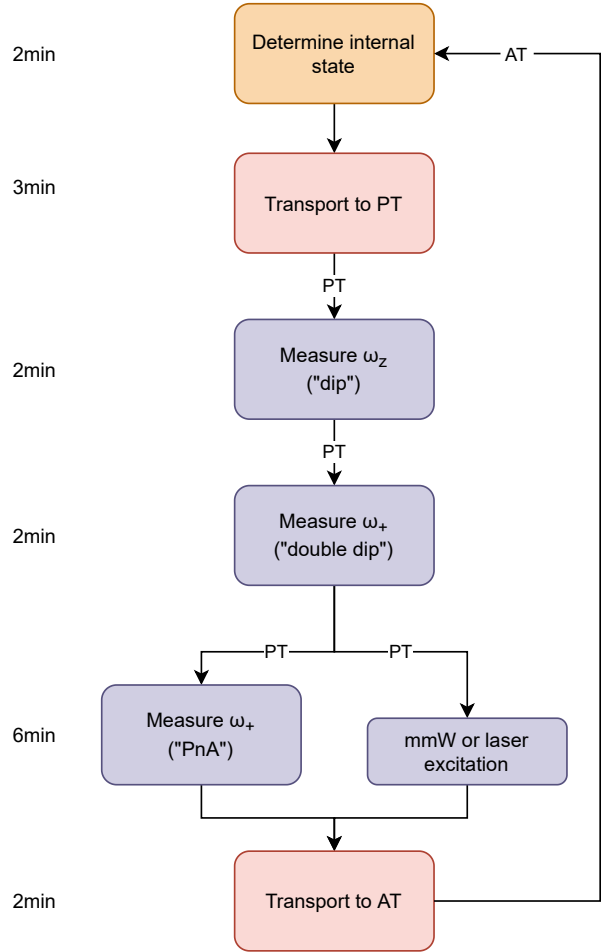 2min
Determine internal
state
AT
3min
Transport to PT
PT
2min
Measure ω_z
("dip")
PT
2min
Measure ω₊
("double dip")
PT
PT
6min
Measure ω₊
("PnA")
mmW or laser
excitation
2min
Transport to AT